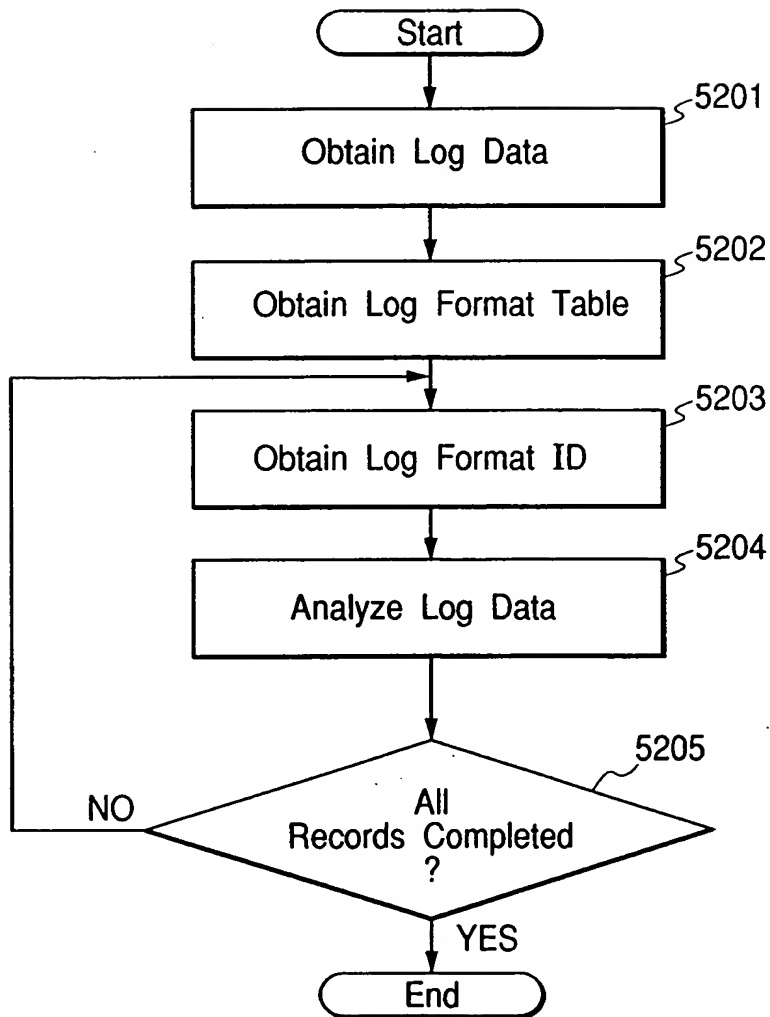 Start
5201
Obtain Log Data
5202
Obtain Log Format Table
5203
Obtain Log Format ID
5204
Analyze Log Data
5205
All
Records Completed
?
NO
YES
End